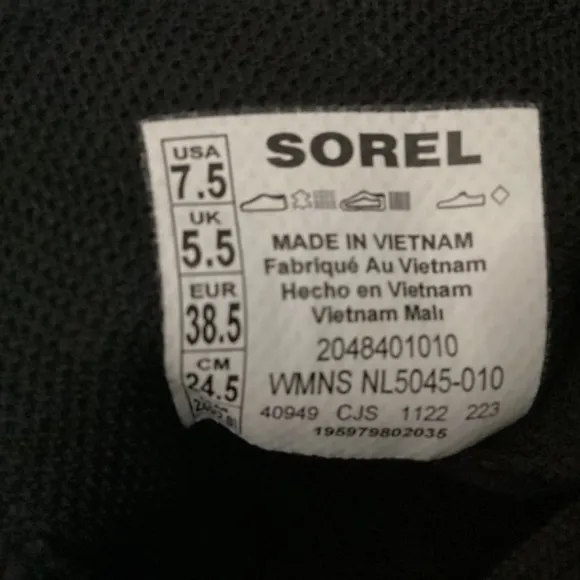 USA
7.5
UK
5.5
EUR
38.5
CM
24.5
SOREL
MADE IN VIETNAM
Fabriqué Au Vietnam
Hecho en Vietnam
Vietnam Malı
2048401010
WMNS NL5045-010
40949 CJS 1122 223
195979802035